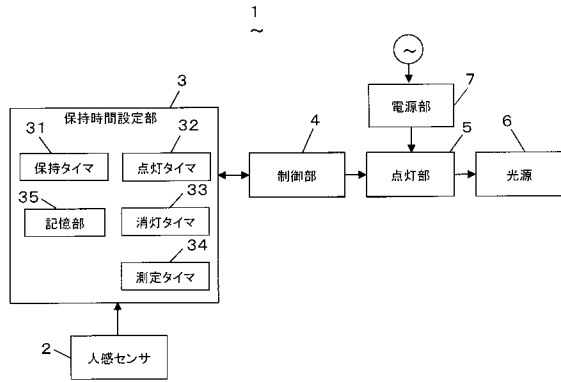 1
~
~
3
保持時間設定部
31
32
保持タイマ
点灯タイマ
35
33
記憶部
消灯タイマ
34
測定タイマ
4
制御部
電源部
7
5
点灯部
6
光源
2
人感センサ